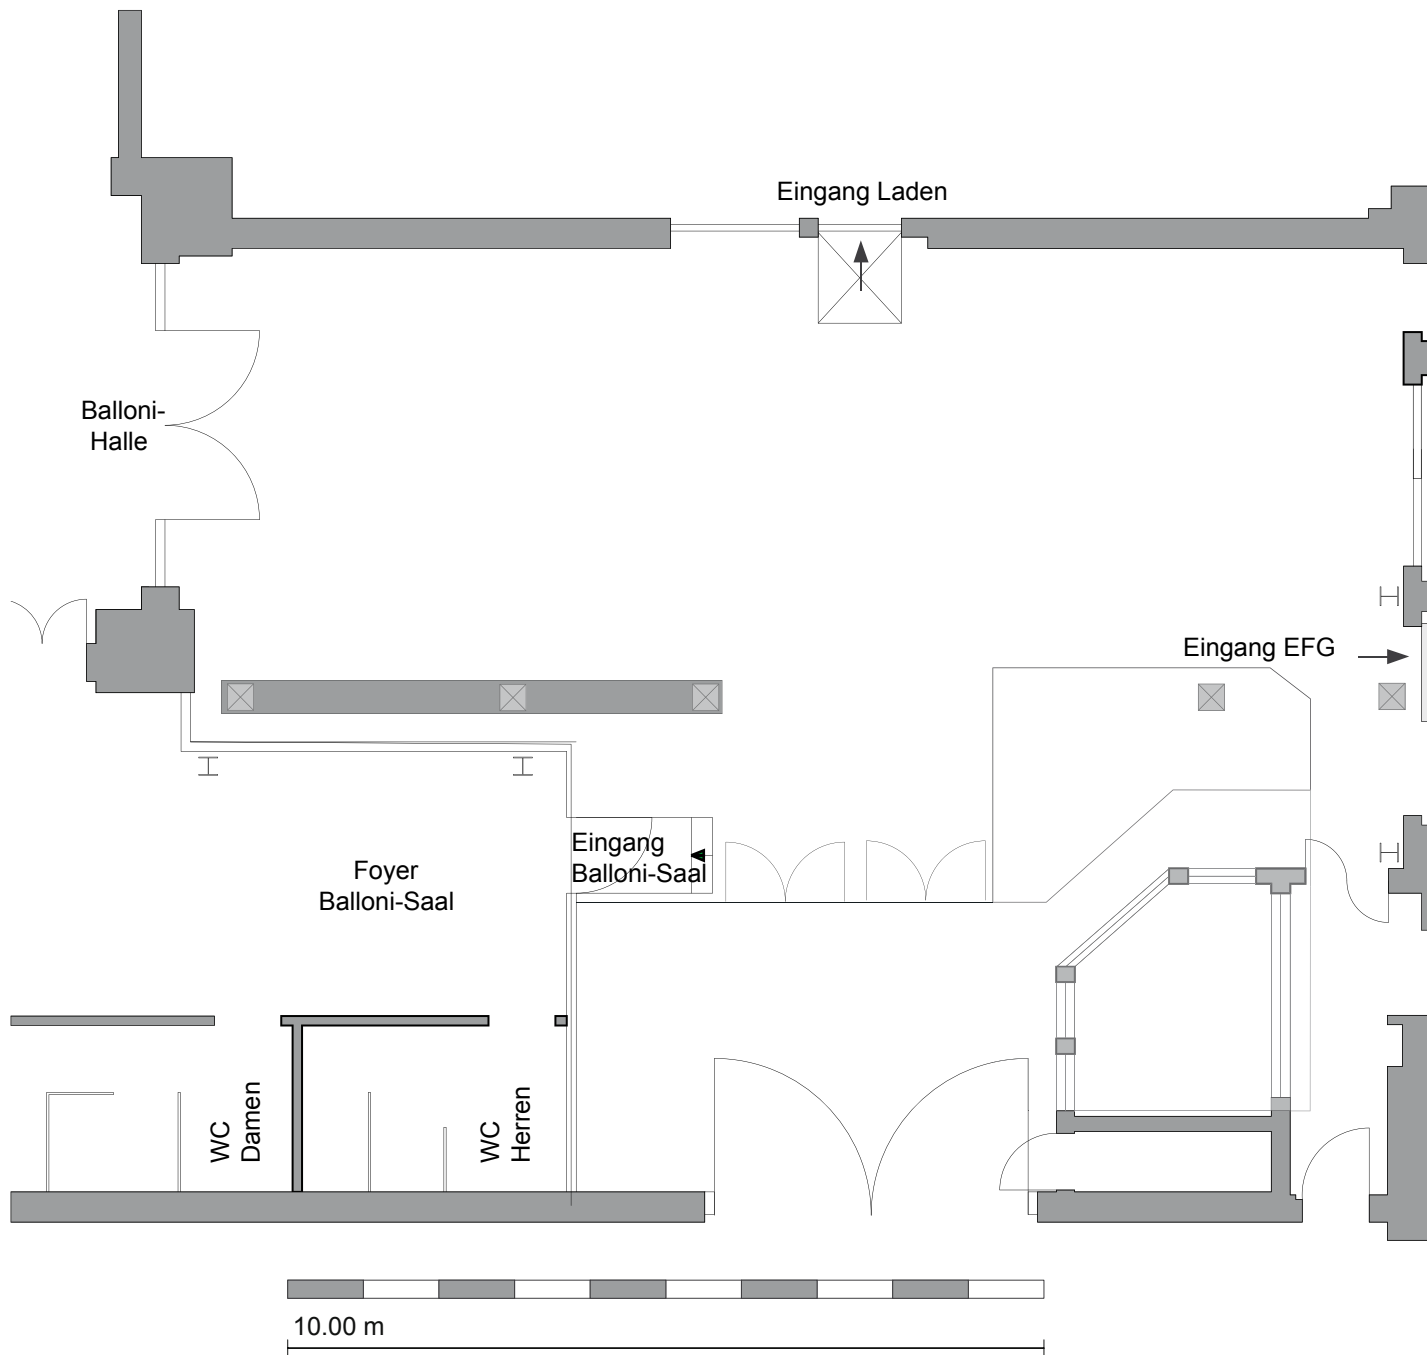 Eingang Laden
Balloni-
Halle
Eingang EFG
Eingang
Balloni-Saal
Foyer
Balloni-Saal
WC
Damen
WC
Herren
10.00 m